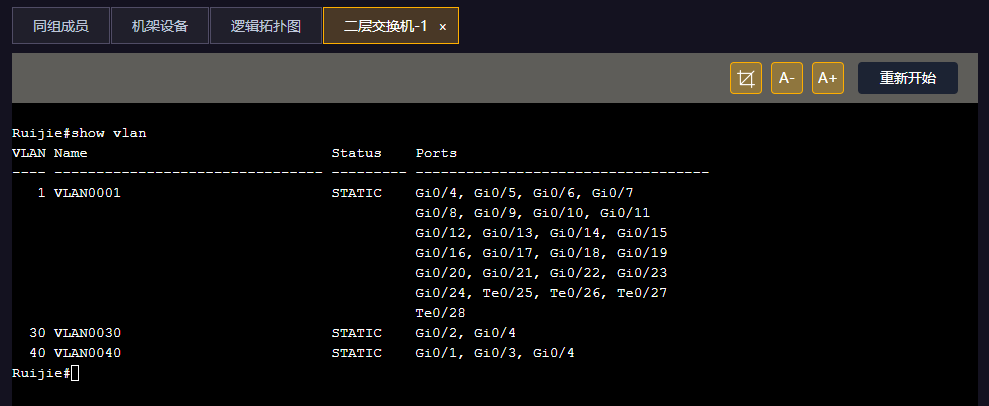 同组成员 机架设备 逻辑拓扑图 二层交换机-1 ×
A- A+ 重新开始
Ruijie#show vlan
VLAN Name                             Status    Ports
---- -------------------------------- --------- -----------------------------------
   1 VLAN0001                         STATIC    Gi0/4, Gi0/5, Gi0/6, Gi0/7
                                                Gi0/8, Gi0/9, Gi0/10, Gi0/11
                                                Gi0/12, Gi0/13, Gi0/14, Gi0/15
                                                Gi0/16, Gi0/17, Gi0/18, Gi0/19
                                                Gi0/20, Gi0/21, Gi0/22, Gi0/23
                                                Gi0/24, Te0/25, Te0/26, Te0/27
                                                Te0/28
  30 VLAN0030                         STATIC    Gi0/2, Gi0/4
  40 VLAN0040                         STATIC    Gi0/1, Gi0/3, Gi0/4
Ruijie#